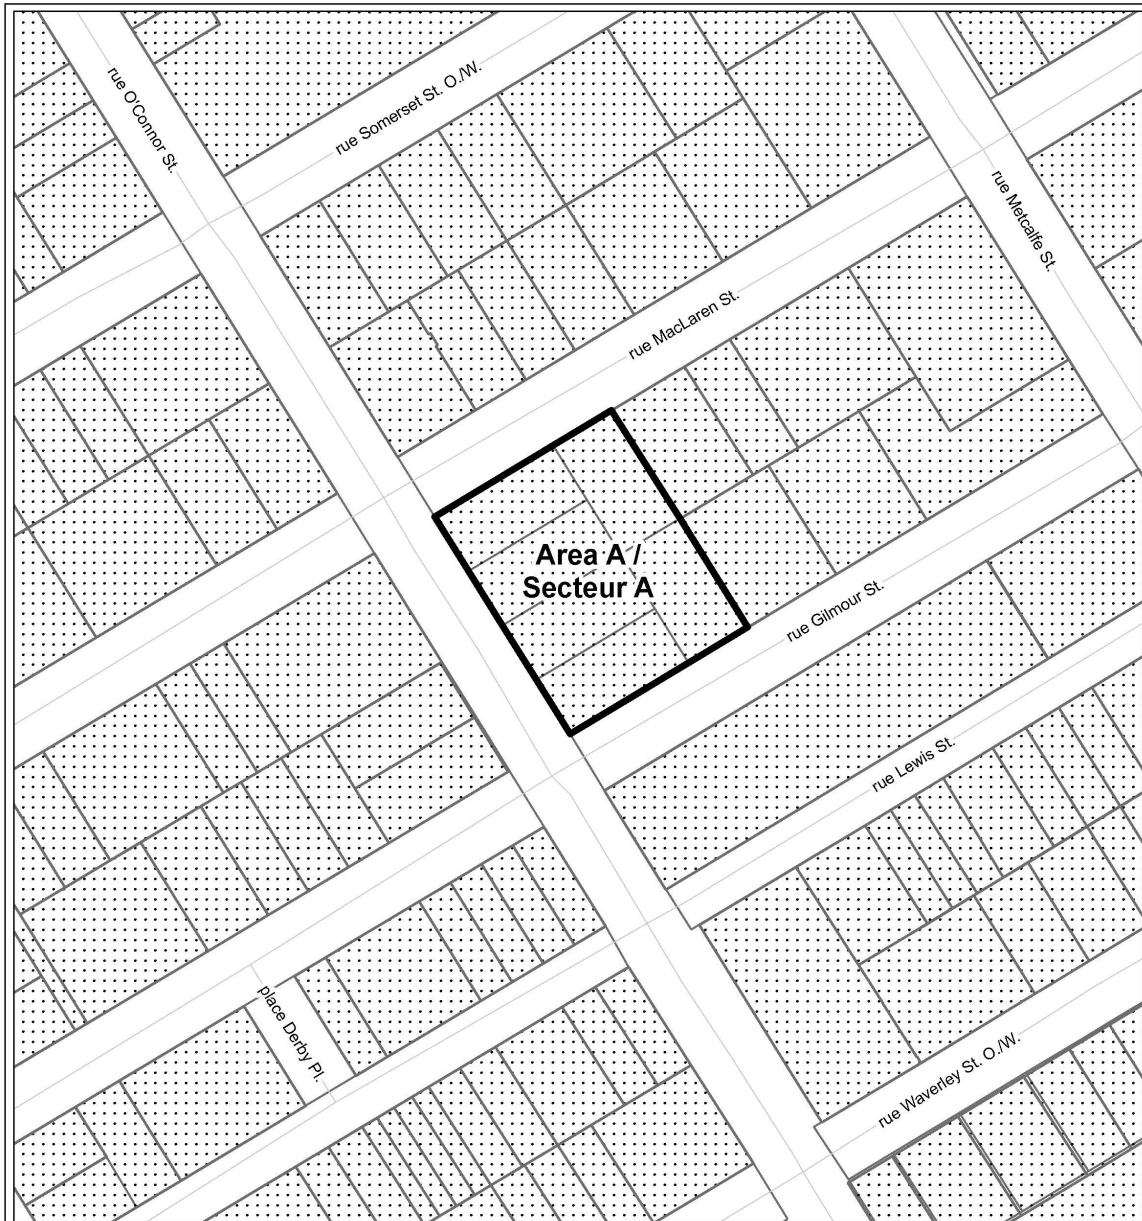 rue O'Connor St.
rue Somerset St. O./W.
rue Metcalfe St.
rue MacLaren St.
Area A /
Secteur A
rue Gilmour St.
rue Lewis St.
place Derby Pl.
rue Waverley St. O./W.